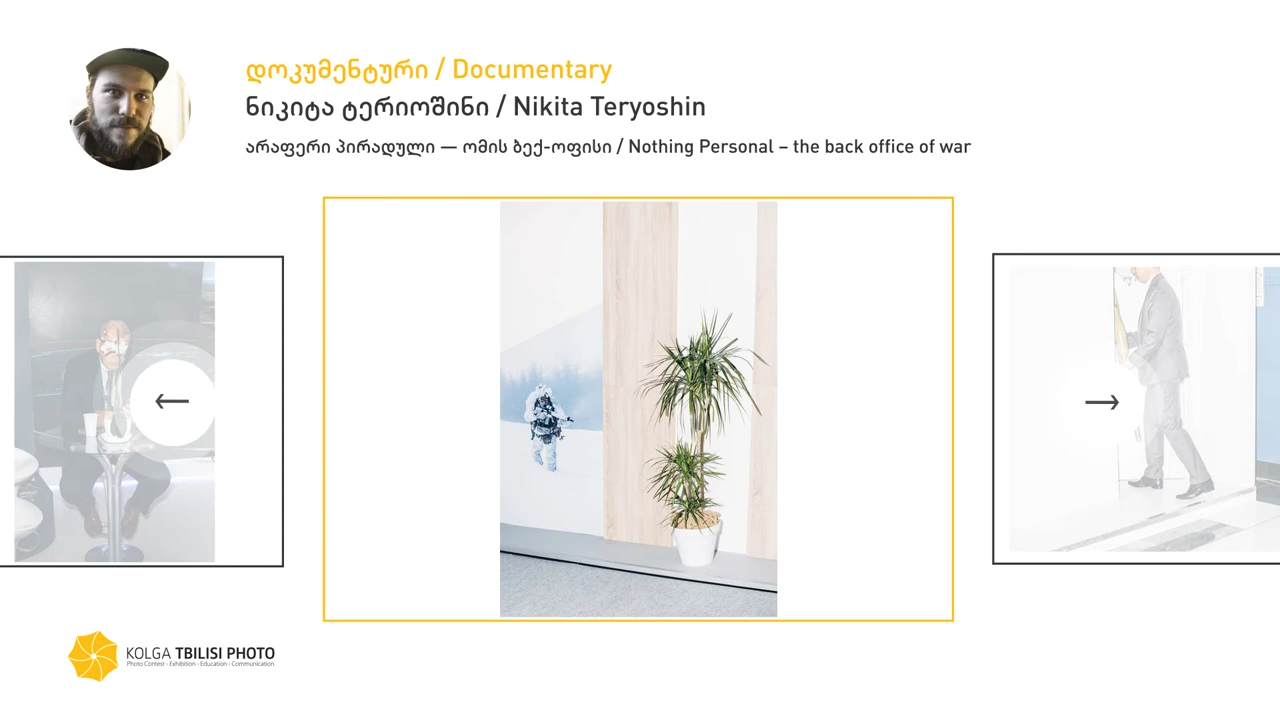 დოკუმენტური / Documentary
ნიკიტა ტერიოშინი / Nikita Teryoshin
არაფერი პირადული — ომის ბექ-ოფისი / Nothing Personal – the back office of war
←
→
KOLGA TBILISI PHOTO
Photo Contest - Exhibition - Education - Communication